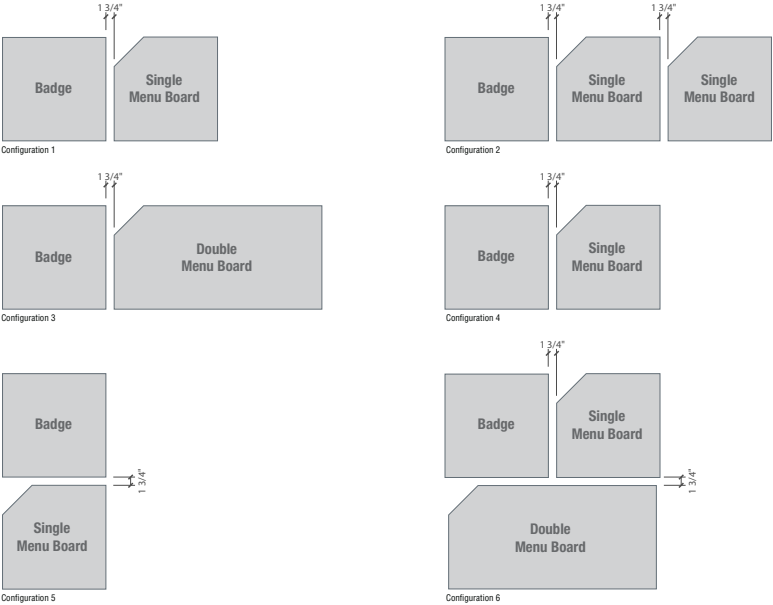 1 3/4"
Badge
Single
Menu Board
Configuration 1
1 3/4"
1 3/4"
Badge
Single
Menu Board
Single
Menu Board
Configuration 2
1 3/4"
Badge
Double
Menu Board
Configuration 3
1 3/4"
Badge
Single
Menu Board
Configuration 4
Badge
1 3/4"
Single
Menu Board
Configuration 5
1 3/4"
Badge
Single
Menu Board
1 3/4"
Double
Menu Board
Configuration 6